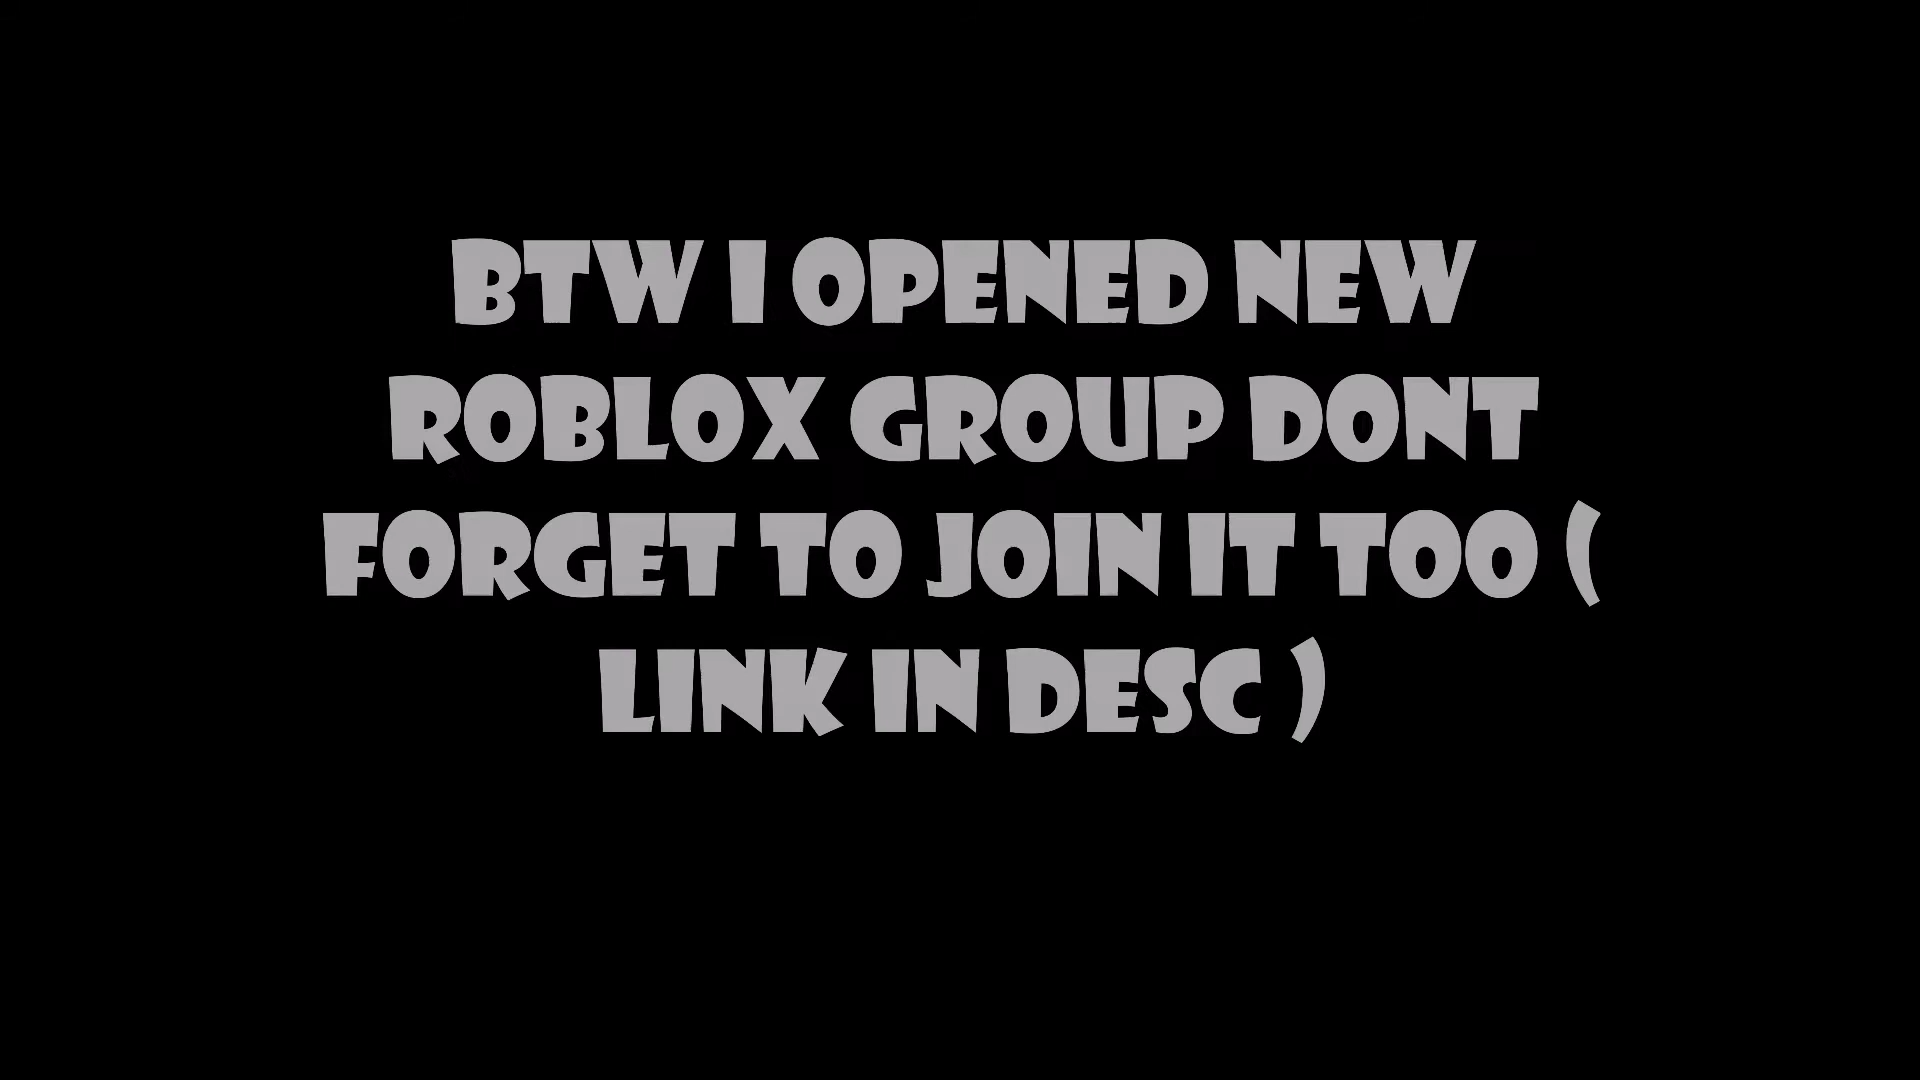 BTW I OPENED NEW
ROBLOX GROUP DONT
FORGET TO JOIN IT TOO (
LINK IN DESC )